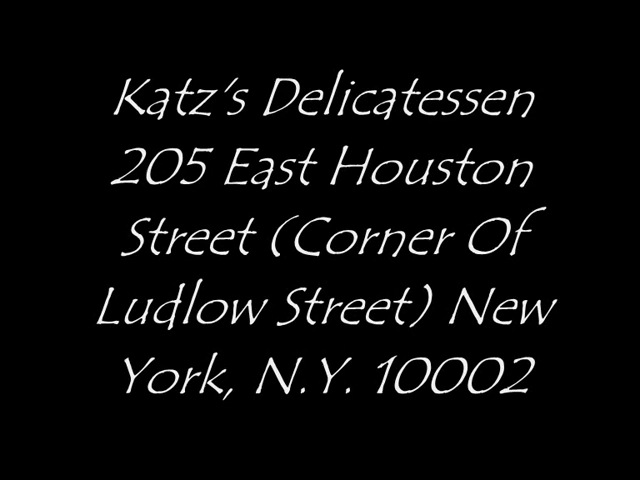 Katz's Delicatessen
205 East Houston
Street (Corner Of
Ludlow Street) New
York, N.Y. 10002